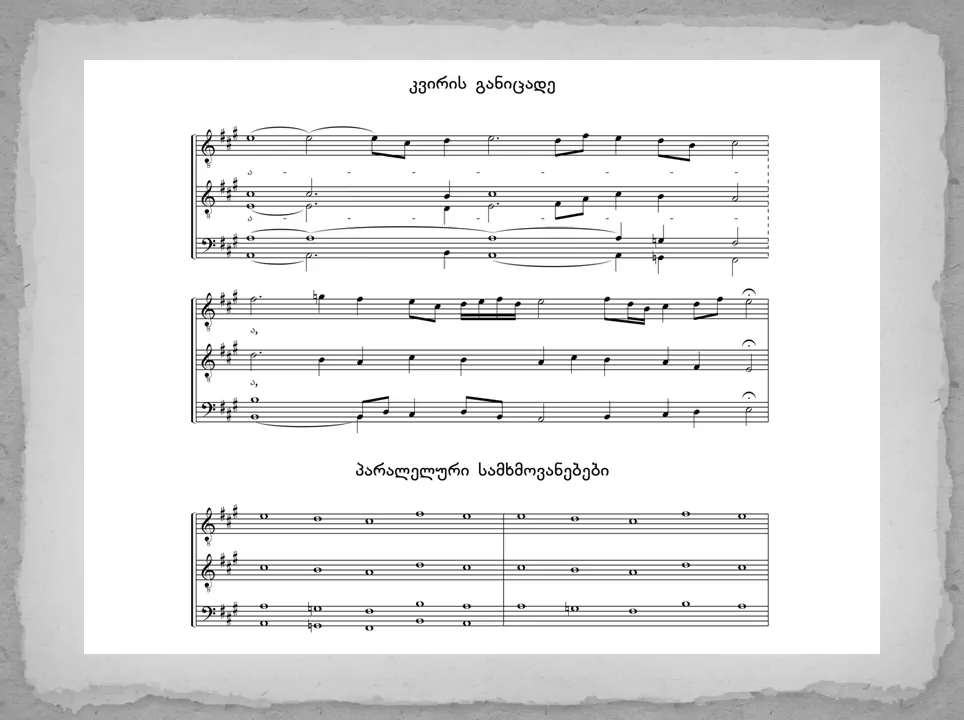 კვირის განიცადე
ა - - - - - - - - -
ა - - - - - - - -
ა,
ა,
პარალელური სამხმოვანებები